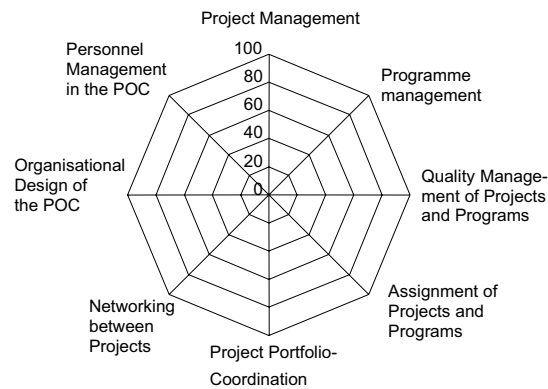 Project Management
Personnel
Management
in the POC
100
80
60
40
20
0
Programme
management
Organisational
Design of
the POC
Quality Manage-
ment of Projects
and Programs
Networking
between
Projects
Assignment of
Projects and
Programs
Project Portfolio-
Coordination